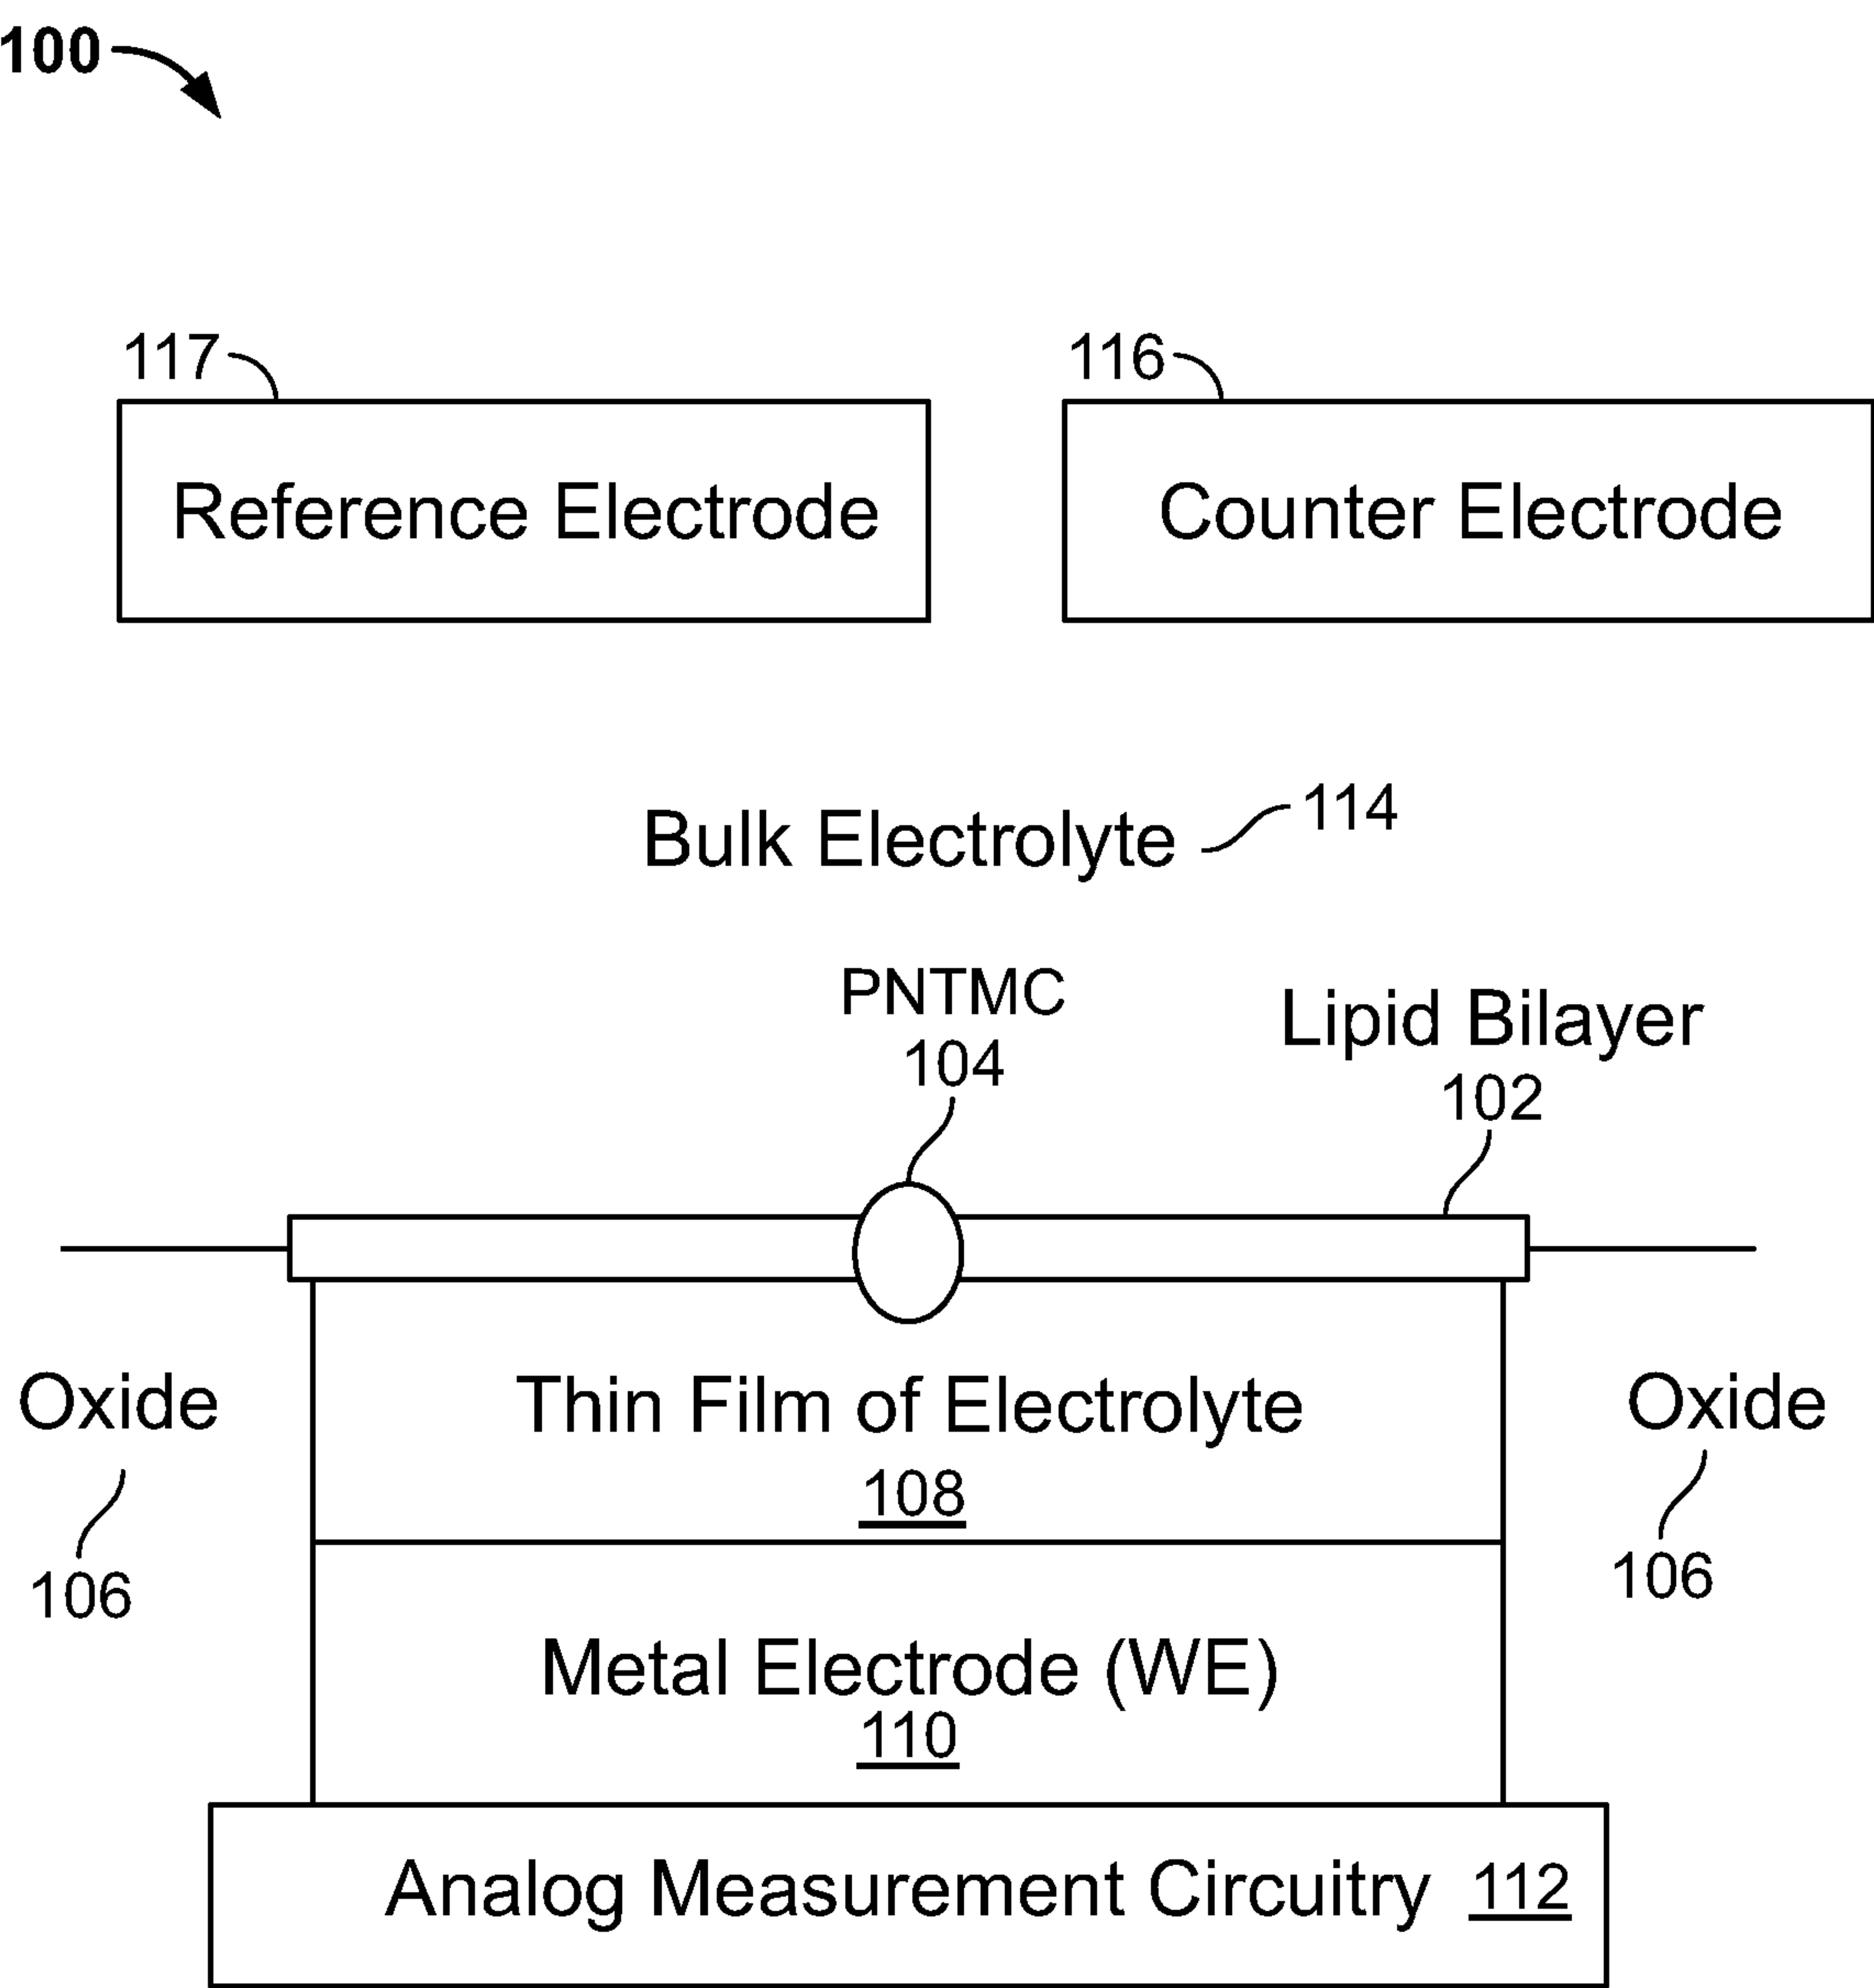 100
117
116
Reference Electrode
Counter Electrode
Bulk Electrolyte
114
PNTMC
104
Lipid Bilayer
102
Oxide
106
Thin Film of Electrolyte
108
Oxide
106
Metal Electrode (WE)
110
Analog Measurement Circuitry 112